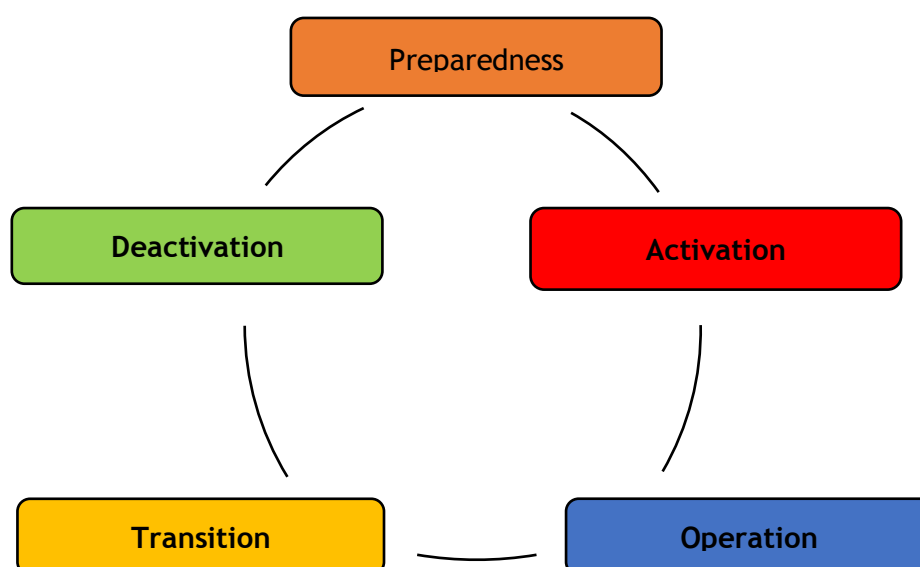 Preparedness
Deactivation
Activation
Transition
Operation